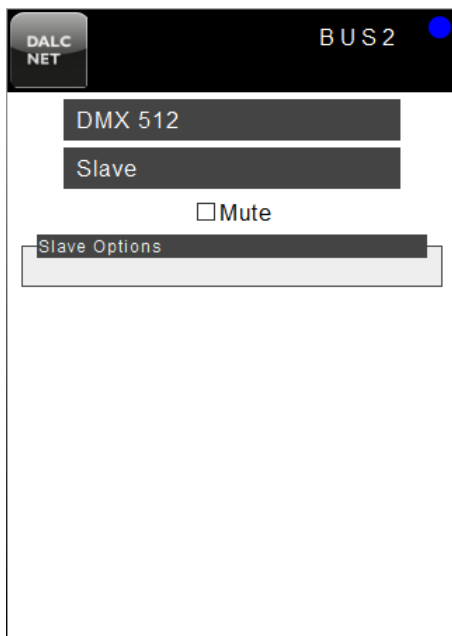 DALC
NET
BUS2
DMX 512
Slave
Mute
Slave Options